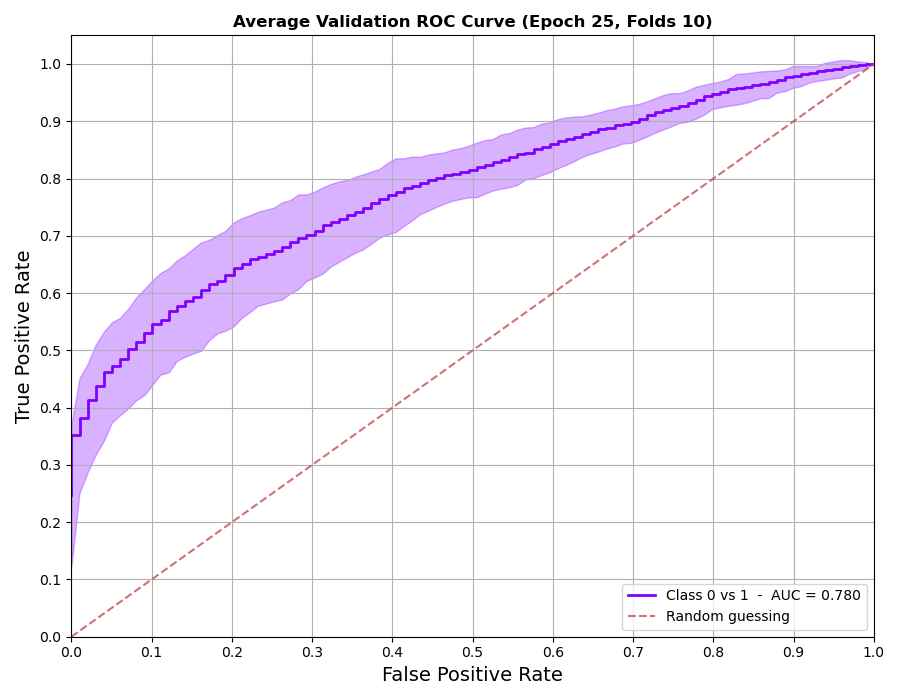 Average Validation ROC Curve (Epoch 25, Folds 10)
True Positive Rate
1.0
0.9
0.8
0.7
0.6
0.5
0.4
0.3
0.2
0.1
0.0
Class 0 vs 1 - AUC = 0.780
Random guessing
0.0 0.1 0.2 0.3 0.4 0.5 0.6 0.7 0.8 0.9 1.0
False Positive Rate